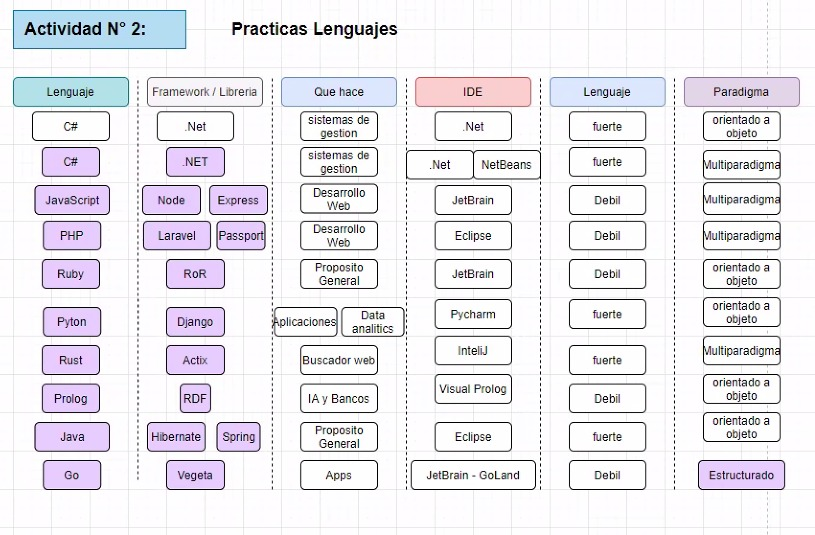 Actividad N° 2:
Practicas Lenguajes
Lenguaje Framework / Libreria Que hace IDE Lenguaje Paradigma
C# .Net sistemas de gestion .Net fuerte orientado a objeto
C# .NET sistemas de gestion .Net NetBeans fuerte Multiparadigma
JavaScript Node Express Desarrollo Web JetBrain Debil Multiparadigma
PHP Laravel Passport Desarrollo Web Eclipse Debil Multiparadigma
Ruby RoR Proposito General JetBrain Debil orientado a objeto
Pyton Django Aplicaciones Data analitics Pycharm fuerte orientado a objeto
Rust Actix Buscador web InteliJ fuerte Multiparadigma
Prolog RDF IA y Bancos Visual Prolog Debil orientado a objeto
Java Hibernate Spring Proposito General Eclipse fuerte orientado a objeto
Go Vegeta Apps JetBrain - GoLand Debil Estructurado